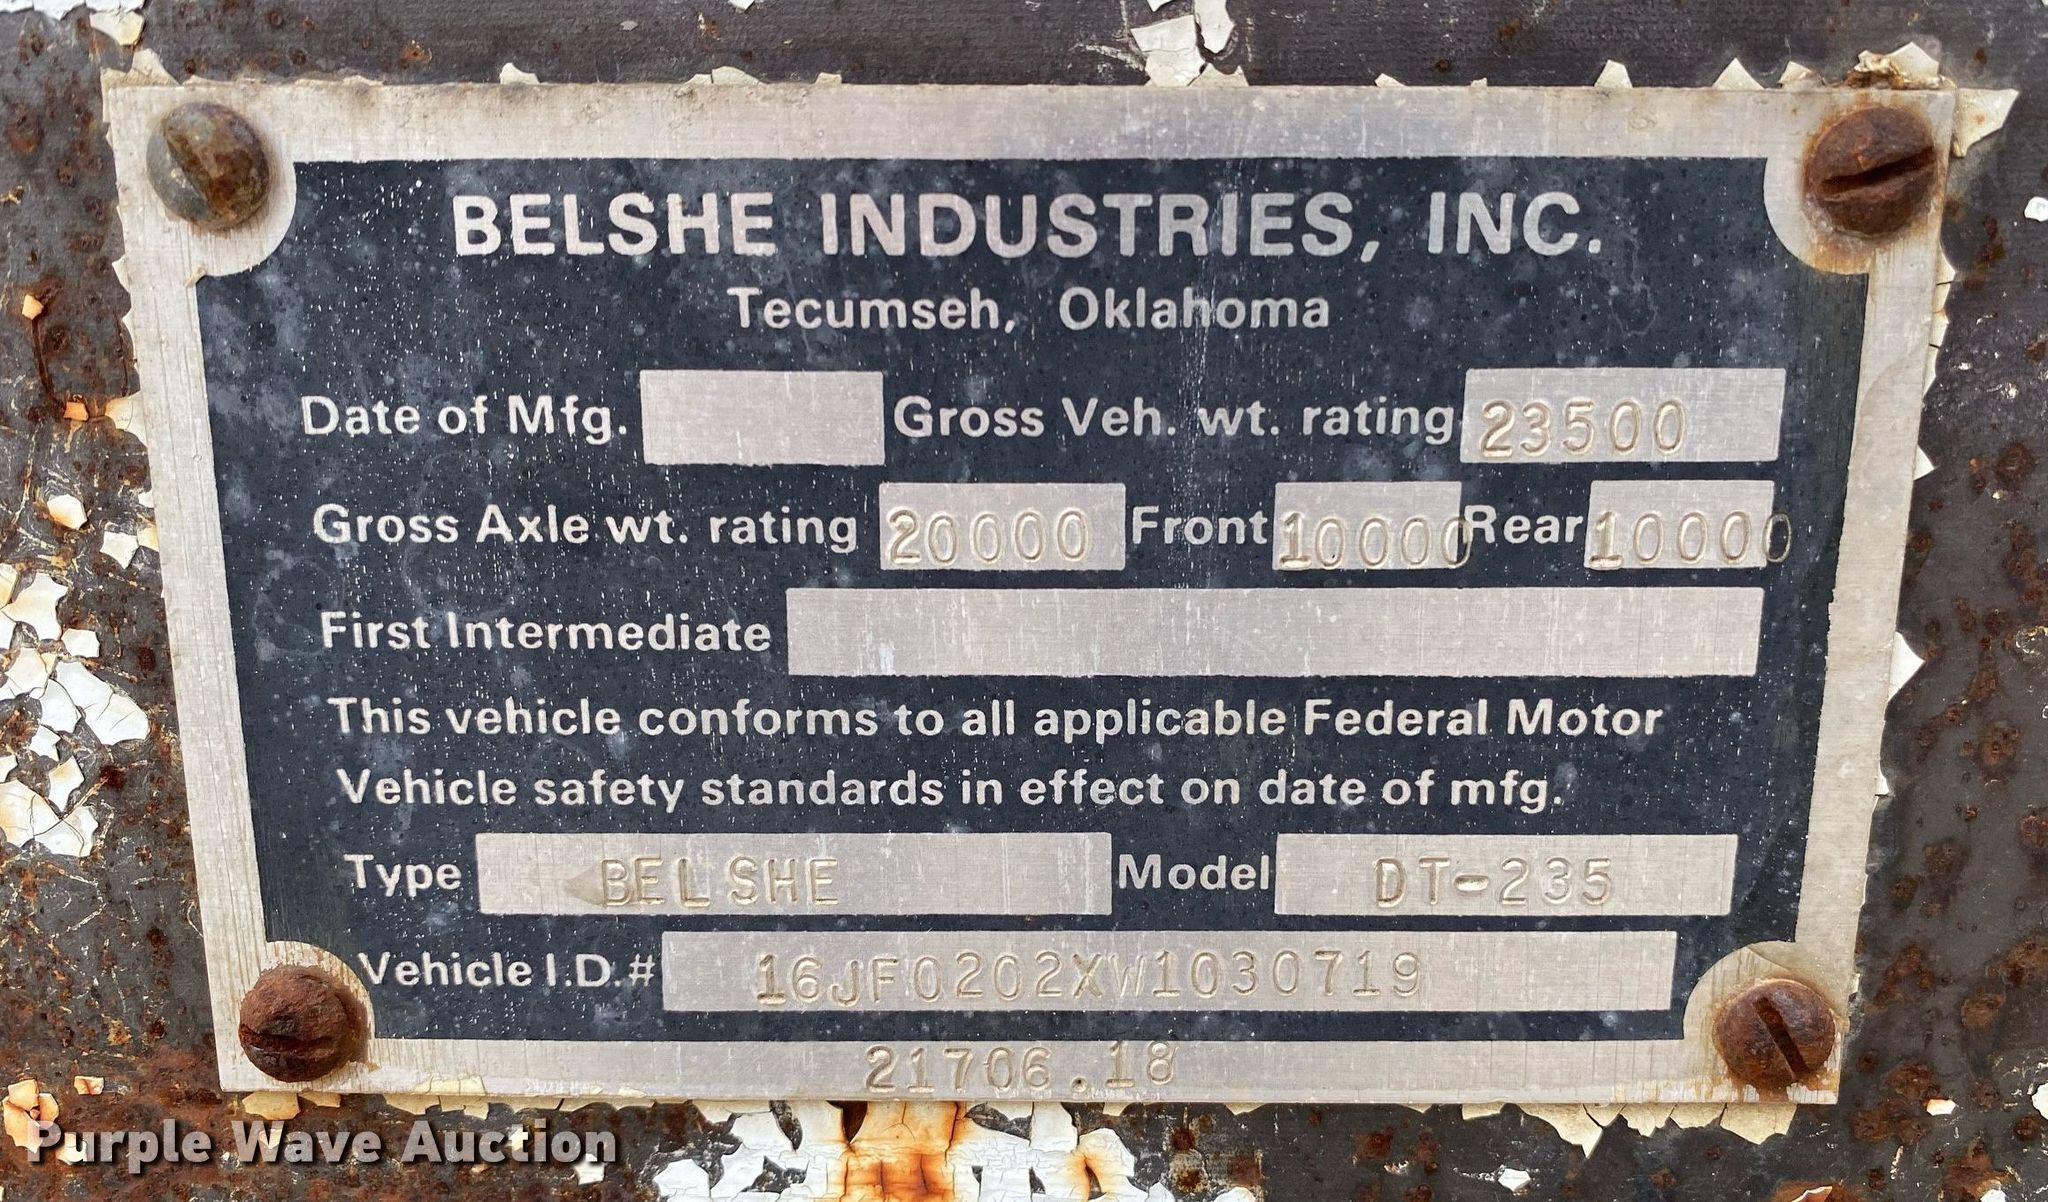 BELSHE INDUSTRIES, INC.
Tecumseh, Oklahoma
Date of Mfg. Gross Veh. wt. rating 23500
Gross Axle wt. rating 20000 Front 10000 Rear 10000
First Intermediate
This vehicle conforms to all applicable Federal Motor
Vehicle safety standards in effect on date of mfg.
Type BELSHE Model DT-235
Vehicle I.D.# 16JF0202XW1030719
21706.18
Purple Wave Auction